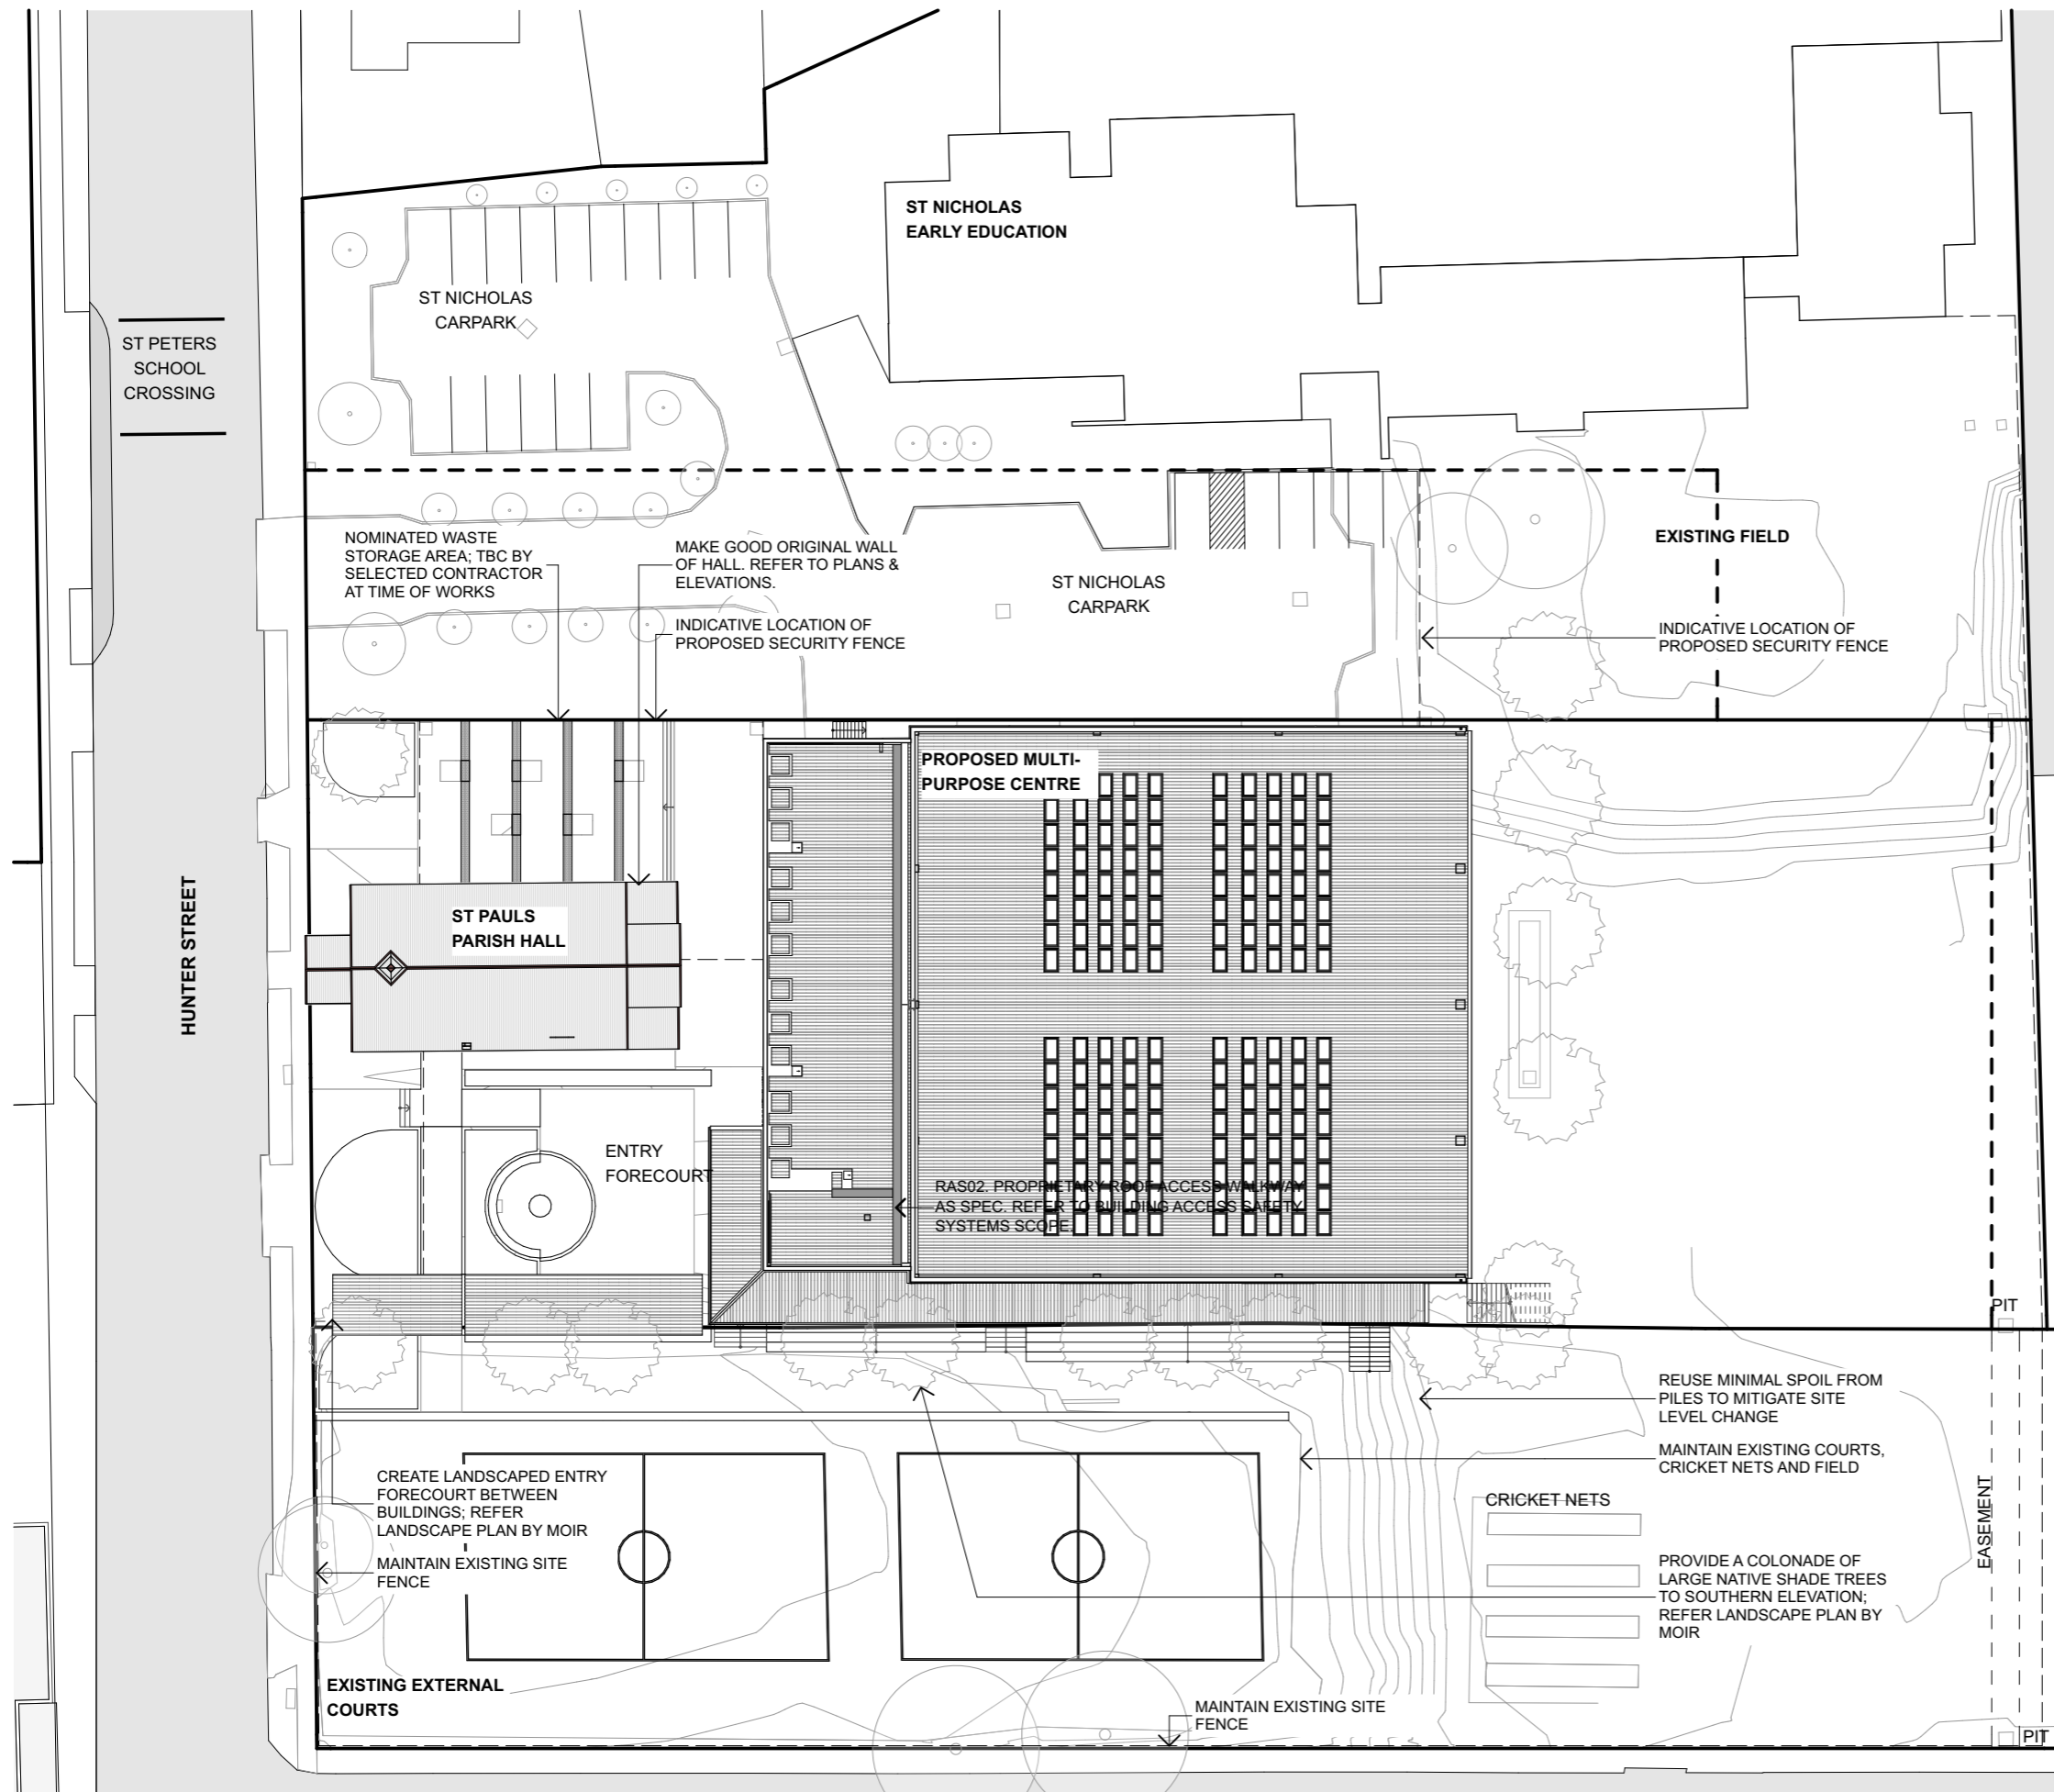 ST NICHOLAS
EARLY EDUCATION
ST NICHOLAS
CARPARK
ST PETERS
SCHOOL
CROSSING
NOMINATED WASTE
STORAGE AREA; TBC BY
SELECTED CONTRACTOR
AT TIME OF WORKS
MAKE GOOD ORIGINAL WALL
OF HALL. REFER TO PLANS &
ELEVATIONS.
INDICATIVE LOCATION OF
PROPOSED SECURITY FENCE
ST NICHOLAS
CARPARK
EXISTING FIELD
INDICATIVE LOCATION OF
PROPOSED SECURITY FENCE
PROPOSED MULTI-
PURPOSE CENTRE
HUNTER STREET
ST PAULS
PARISH HALL
ENTRY
FORECOURT
RAS02. PROPRIETARY ROOF ACCESS WALKWAY
AS SPEC. REFER TO BUILDING ACCESS SAFETY
SYSTEMS SCOPE.
PIT
REUSE MINIMAL SPOIL FROM
PILES TO MITIGATE SITE
LEVEL CHANGE
MAINTAIN EXISTING COURTS,
CRICKET NETS AND FIELD
CREATE LANDSCAPED ENTRY
FORECOURT BETWEEN
BUILDINGS; REFER
LANDSCAPE PLAN BY MOIR
MAINTAIN EXISTING SITE
FENCE
CRICKET NETS
EASEMENT
PROVIDE A COLONADE OF
LARGE NATIVE SHADE TREES
TO SOUTHERN ELEVATION;
REFER LANDSCAPE PLAN BY
MOIR
EXISTING EXTERNAL
COURTS
MAINTAIN EXISTING SITE
FENCE
PIT